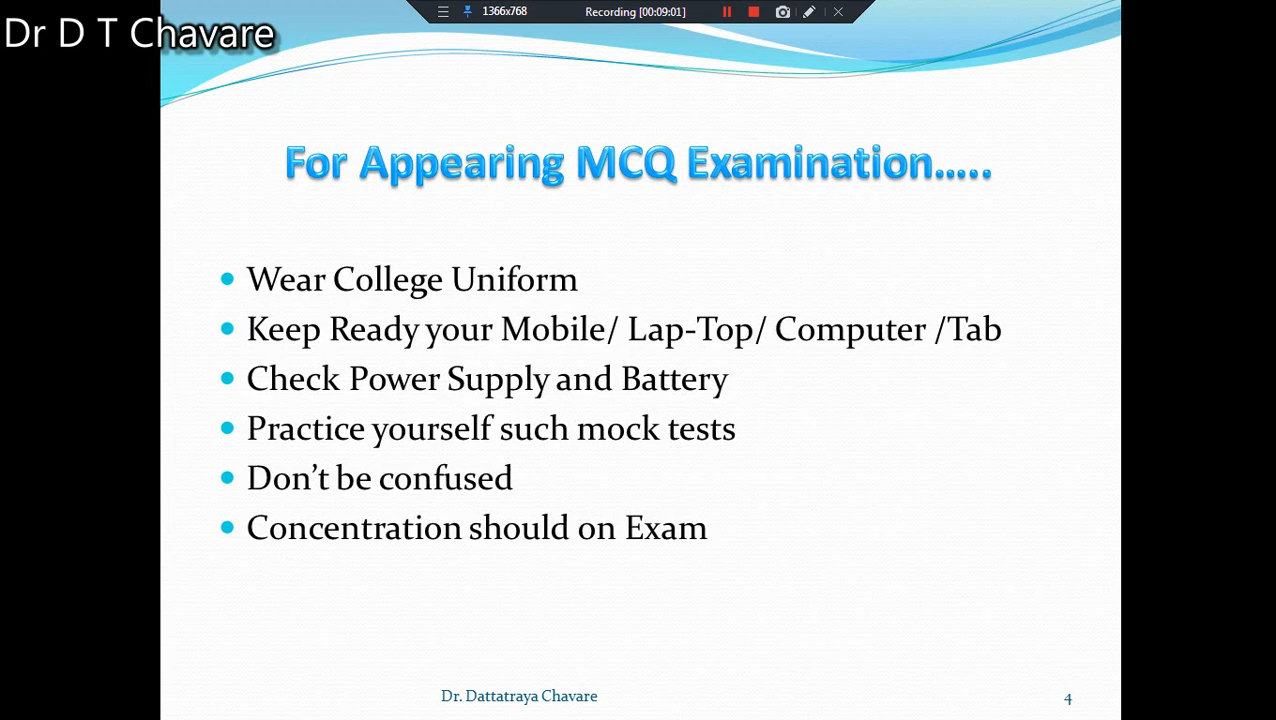 1366x768 Recording [00:09:01]
Dr D T Chavare
For Appearing MCQ Examination.....
• Wear College Uniform
• Keep Ready your Mobile/ Lap-Top/ Computer /Tab
• Check Power Supply and Battery
• Practice yourself such mock tests
• Don’t be confused
• Concentration should on Exam
Dr. Dattatraya Chavare 4